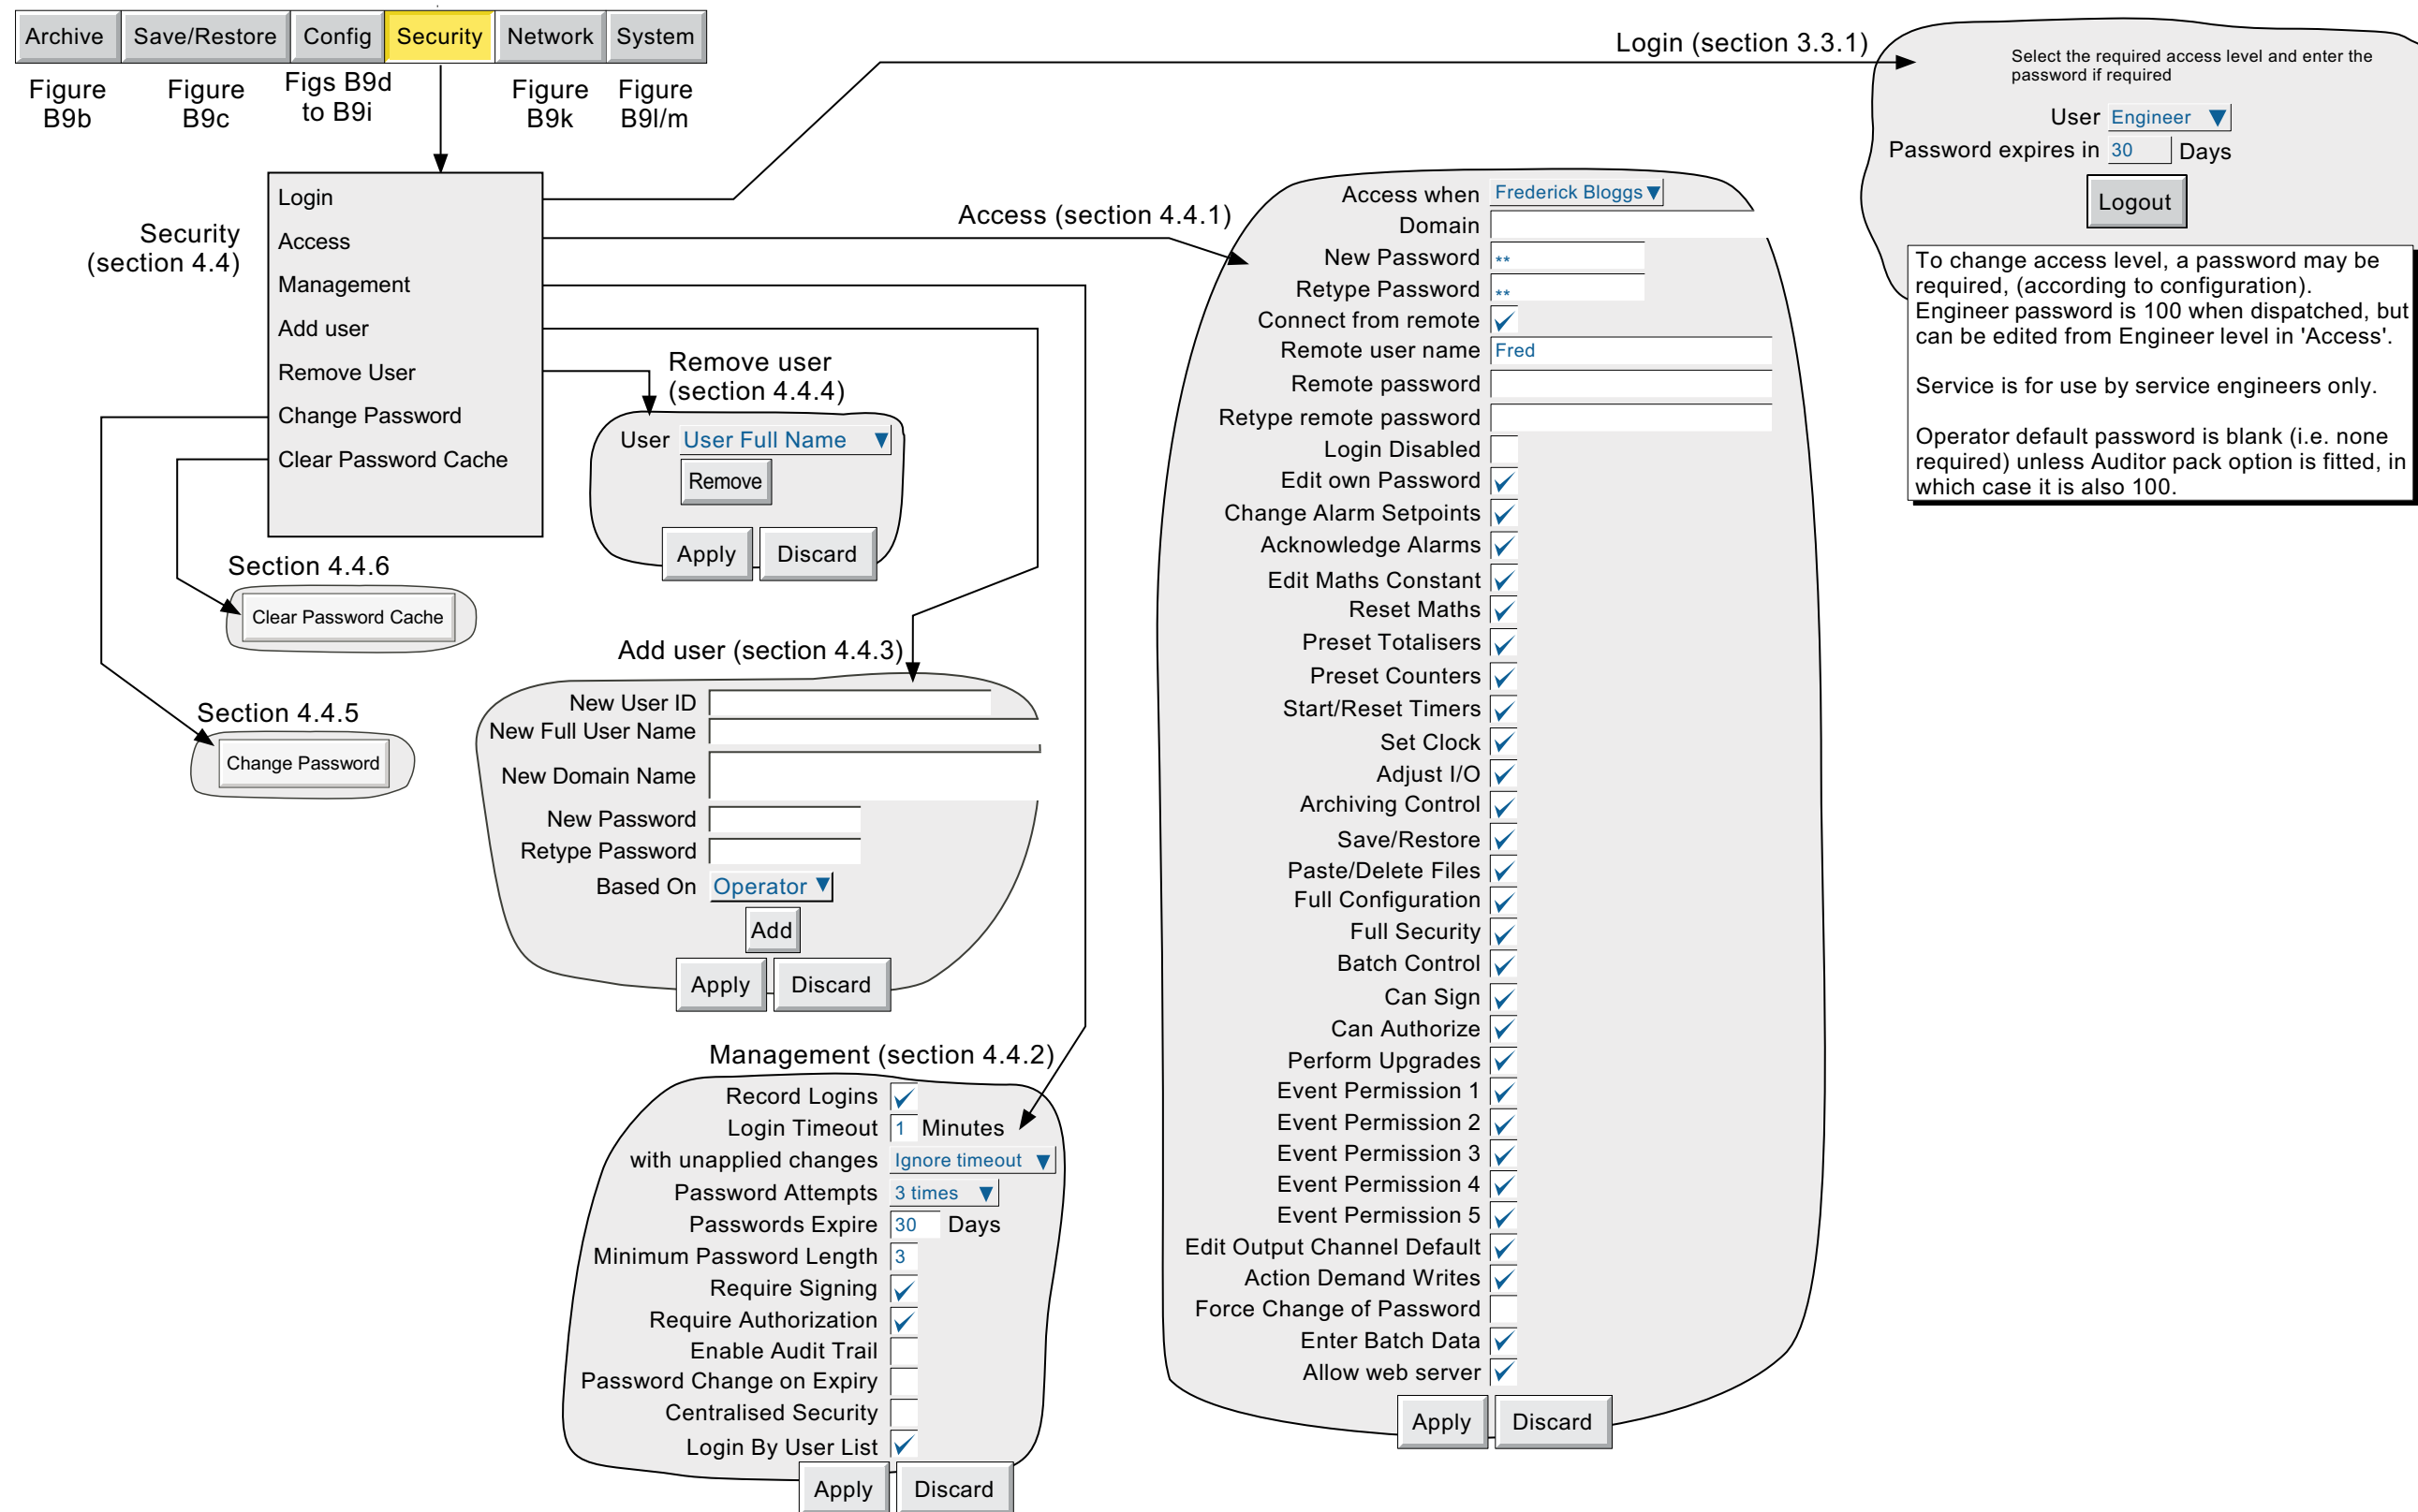 Archive Save/Restore Config Security Network System
Figure B9b
Figure B9c
Figs B9d to B9i
Figure B9k
Figure B9l/m
Security
(section 4.4)
Login
Access
Management
Add user
Remove User
Change Password
Clear Password Cache
Login (section 3.3.1)
Select the required access level and enter the
password if required
User Engineer
Password expires in 30 Days
Logout
To change access level, a password may be
required, (according to configuration).
Engineer password is 100 when dispatched, but
can be edited from Engineer level in 'Access'.
Service is for use by service engineers only.
Operator default password is blank (i.e. none
required) unless Auditor pack option is fitted, in
which case it is also 100.
Access (section 4.4.1)
Access when Frederick Bloggs
Domain
New Password **
Retype Password **
Connect from remote
Remote user name Fred
Remote password
Retype remote password
Login Disabled
Edit own Password
Change Alarm Setpoints
Acknowledge Alarms
Edit Maths Constant
Reset Maths
Preset Totalisers
Preset Counters
Start/Reset Timers
Set Clock
Adjust I/O
Archiving Control
Save/Restore
Paste/Delete Files
Full Configuration
Full Security
Batch Control
Can Sign
Can Authorize
Perform Upgrades
Event Permission 1
Event Permission 2
Event Permission 3
Event Permission 4
Event Permission 5
Edit Output Channel Default
Action Demand Writes
Force Change of Password
Enter Batch Data
Allow web server
Apply Discard
Remove user
(section 4.4.4)
User User Full Name
Remove
Apply Discard
Section 4.4.6
Clear Password Cache
Section 4.4.5
Change Password
Add user (section 4.4.3)
New User ID
New Full User Name
New Domain Name
New Password
Retype Password
Based On Operator
Add
Apply Discard
Management (section 4.4.2)
Record Logins
Login Timeout 1 Minutes
with unapplied changes Ignore timeout
Password Attempts 3 times
Passwords Expire 30 Days
Minimum Password Length 3
Require Signing
Require Authorization
Enable Audit Trail
Password Change on Expiry
Centralised Security
Login By User List
Apply Discard